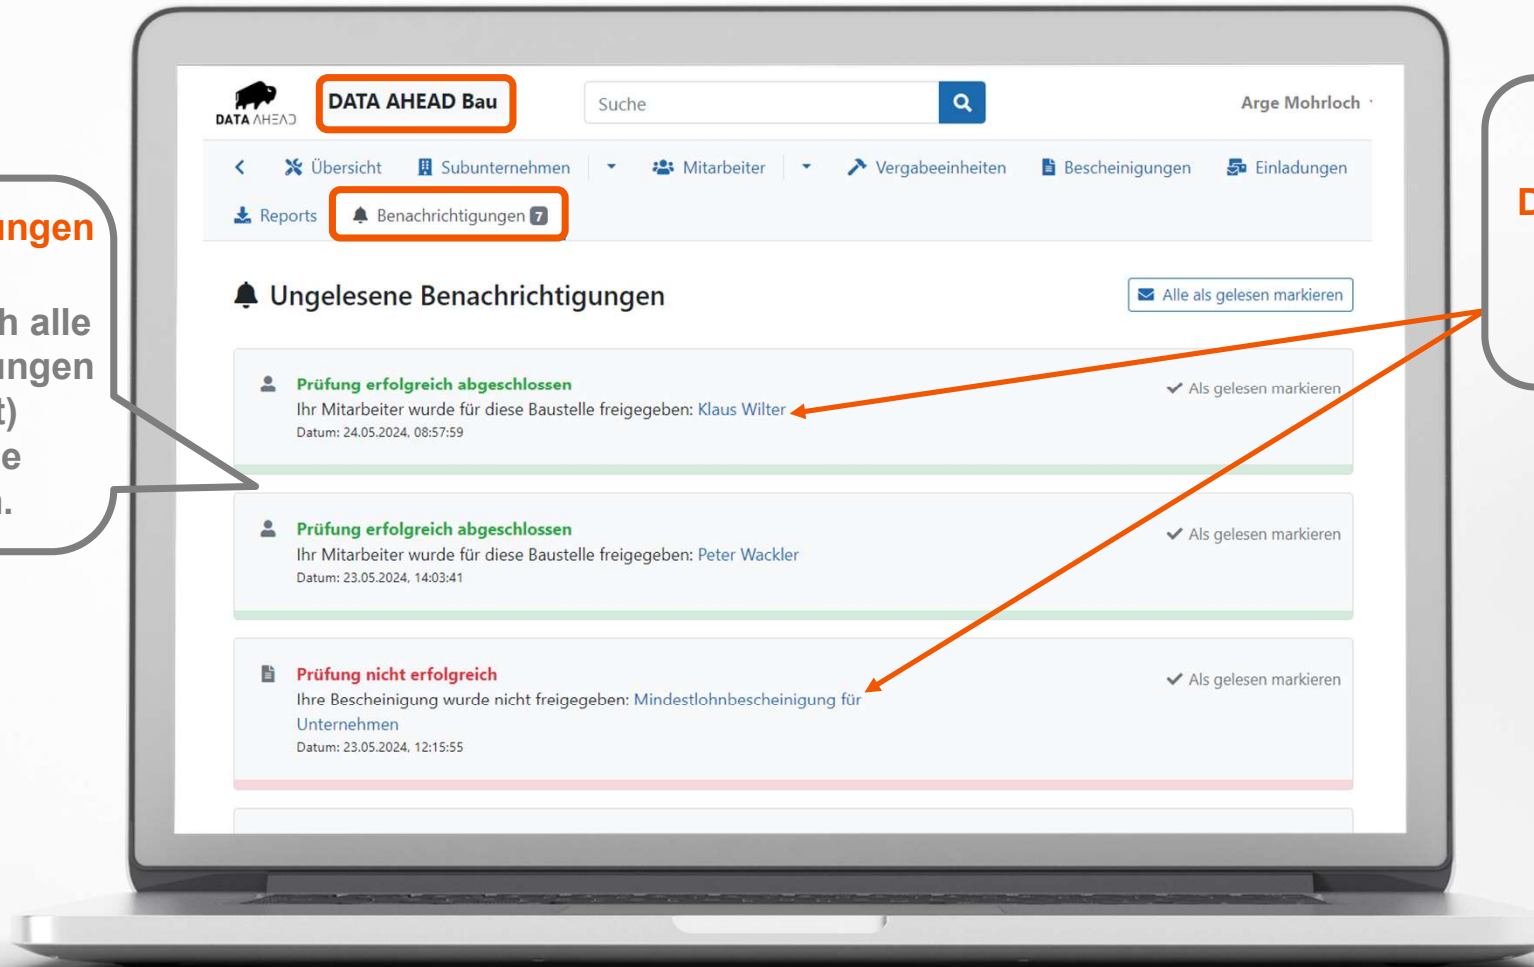 DATA AHEAD
DATA AHEAD Bau
Suche
Arge Mohrloch
Übersicht
Subunternehmen
Mitarbeiter
Vergabeeinheiten
Bescheinigungen
Einladungen
Reports
Benachrichtigungen 7
Ungelesene Benachrichtigungen
Alle als gelesen markieren
Prüfung erfolgreich abgeschlossen
Als gelesen markieren
Ihr Mitarbeiter wurde für diese Baustelle freigegeben: Klaus Wilter
Datum: 24.05.2024, 08:57:59
Prüfung erfolgreich abgeschlossen
Als gelesen markieren
Ihr Mitarbeiter wurde für diese Baustelle freigegeben: Peter Wackler
Datum: 23.05.2024, 14:03:41
Prüfung nicht erfolgreich
Als gelesen markieren
Ihre Bescheinigung wurde nicht freigegeben: Mindestlohnbescheinigung für
Unternehmen
Datum: 23.05.2024, 12:15:55
ungen
h alle
ungen
t)
e
.
D